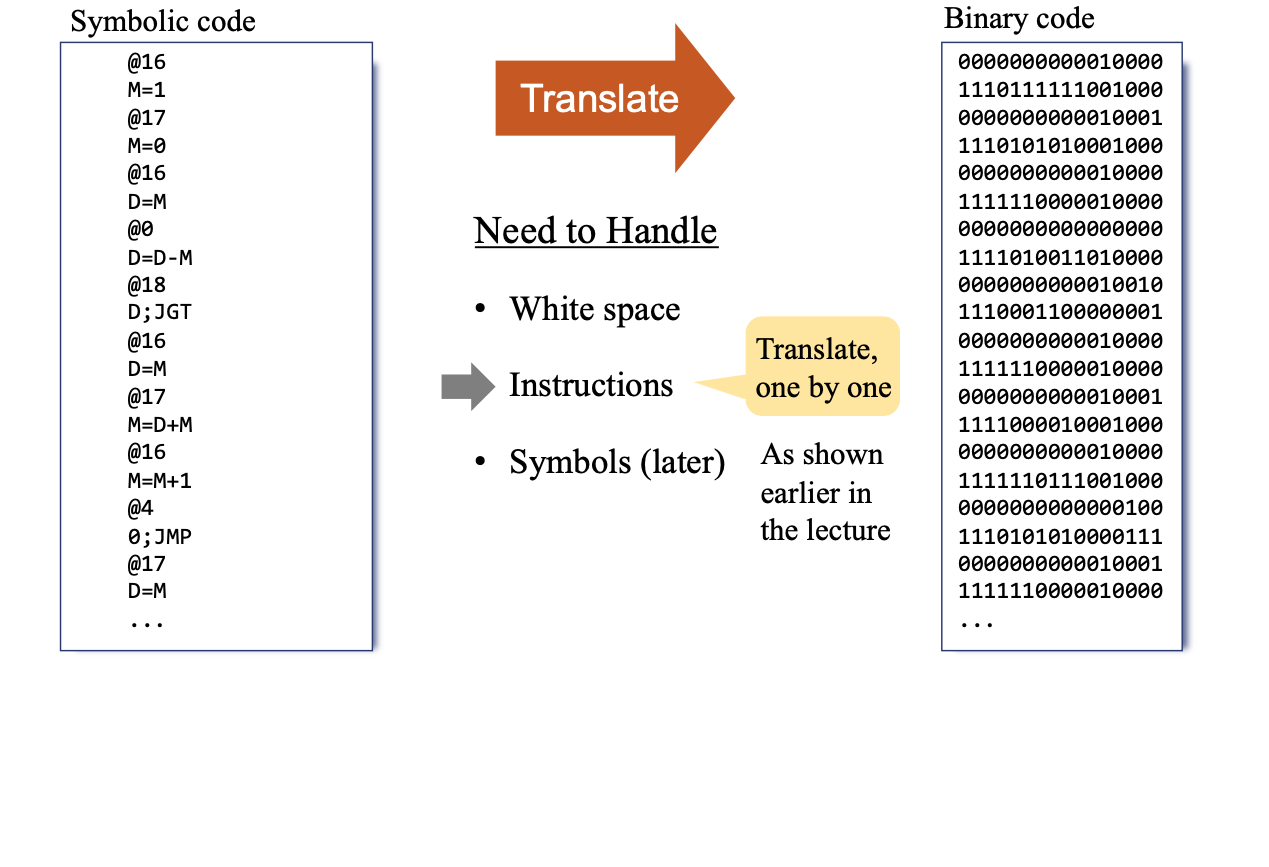 Symbolic code
@16
M=1
@17
M=0
@16
D=M
@0
D=D-M
@18
D;JGT
@16
D=M
@17
M=D+M
@16
M=M+1
@4
0;JMP
@17
D=M
...
Translate
Need to Handle
• White space
Instructions
• Symbols (later)
Translate,
one by one
As shown
earlier in
the lecture
Binary code
0000000000010000
1110111111001000
0000000000010001
1110101010001000
0000000000010000
1111110000010000
0000000000000000
1111010011010000
0000000000010010
1110001100000001
0000000000010000
1111110000010000
0000000000010001
1111000010001000
0000000000010000
1111110111001000
0000000000000100
1110101010000111
0000000000010001
1111110000010000
...